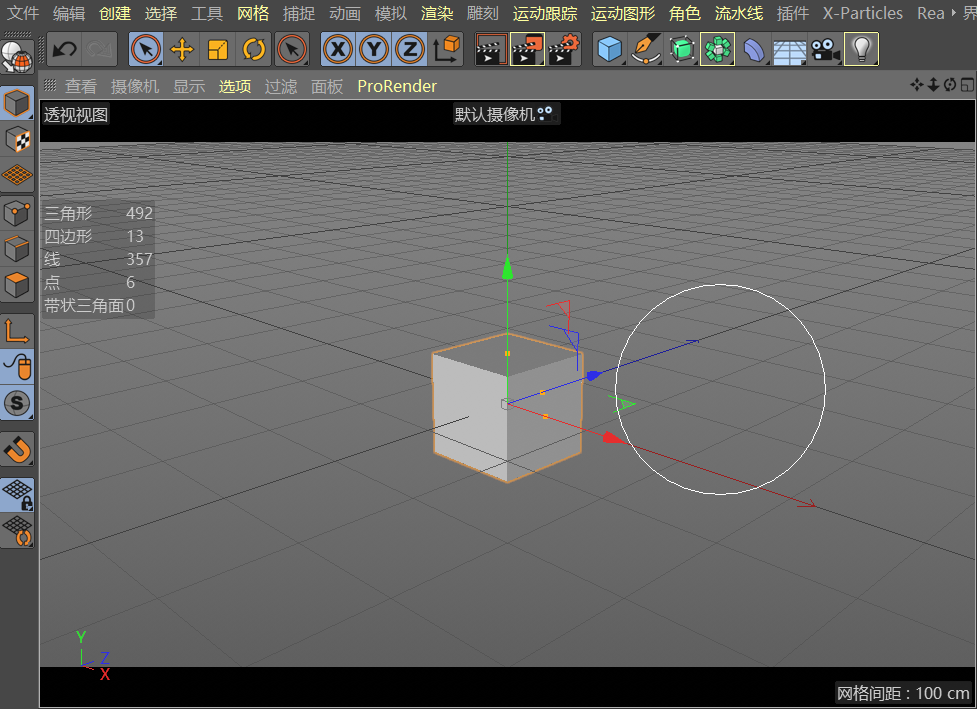 文件 编辑 创建 选择 工具 网格 捕捉 动画 模拟 渲染 雕刻 运动跟踪 运动图形 角色 流水线 插件 X-Particles Rea 界
X Y Z
查看 摄像机 显示 选项 过滤 面板 ProRender
透视视图 默认摄像机
三角形 492
四边形 13
线 357
点 6
带状三角面 0
S
Y
Z
X
网格间距 : 100 cm